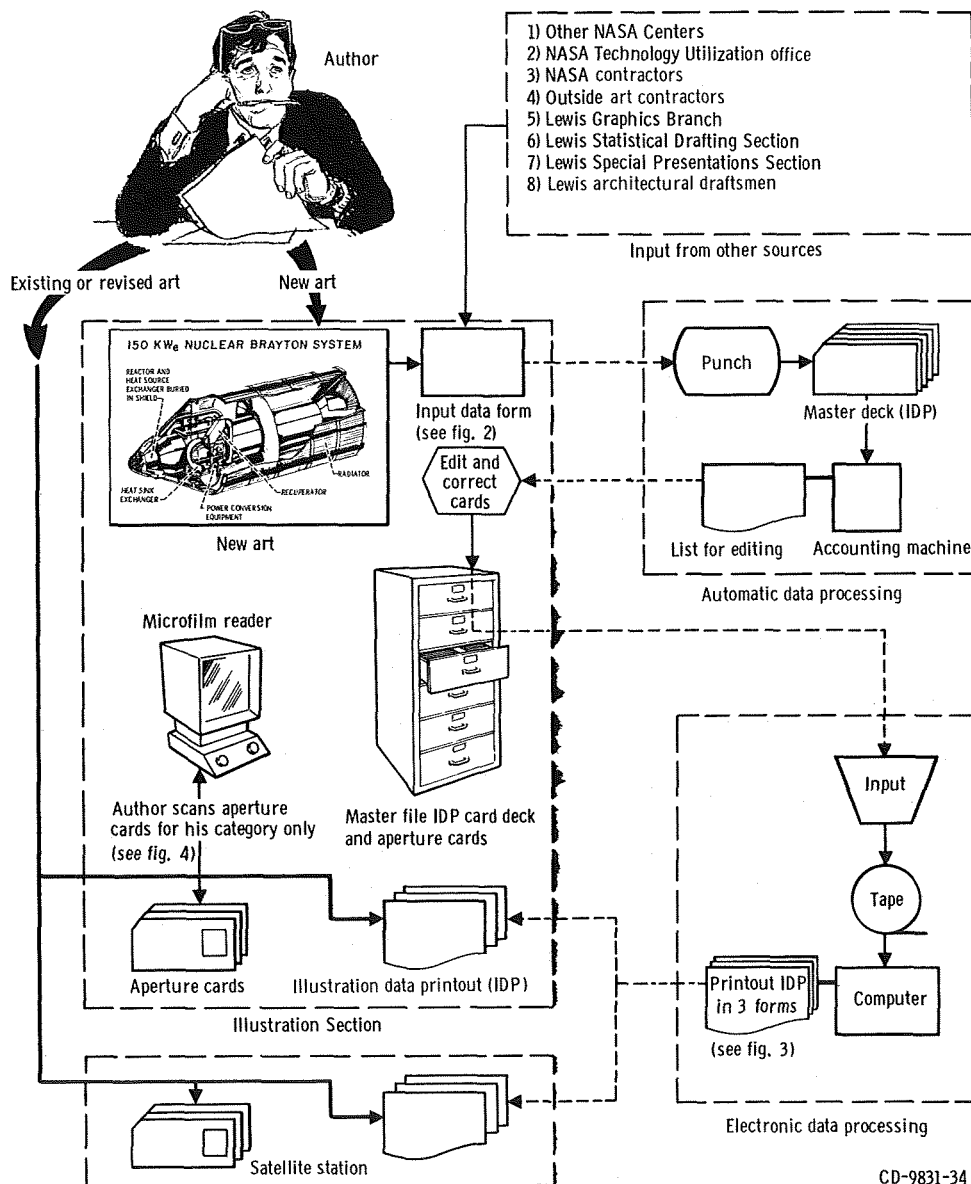 Author
1) Other NASA Centers
2) NASA Technology Utilization office
3) NASA contractors
4) Outside art contractors
5) Lewis Graphics Branch
6) Lewis Statistical Drafting Section
7) Lewis Special Presentations Section
8) Lewis architectural draftsmen
Input from other sources
Existing or revised art
New art
150 KWe NUCLEAR BRAYTON SYSTEM
REACTOR AND
HEAT SOURCE
EXCHANGER BURIED
IN SHIELD
RADIATOR
HEAT SINK
EXCHANGER
RECUPERATOR
POWER CONVERSION
EQUIPMENT
New art
Input data form
(see fig. 2)
Punch
Master deck (IDP)
Edit and
correct
cards
List for editing
Accounting machine
Automatic data processing
Microfilm reader
Author scans aperture
cards for his category only
(see fig. 4)
Master file IDP card deck
and aperture cards
Input
Tape
Computer
Printout IDP
in 3 forms
(see fig. 3)
Electronic data processing
Aperture cards
Illustration data printout (IDP)
Illustration Section
Satellite station
CD-9831-34